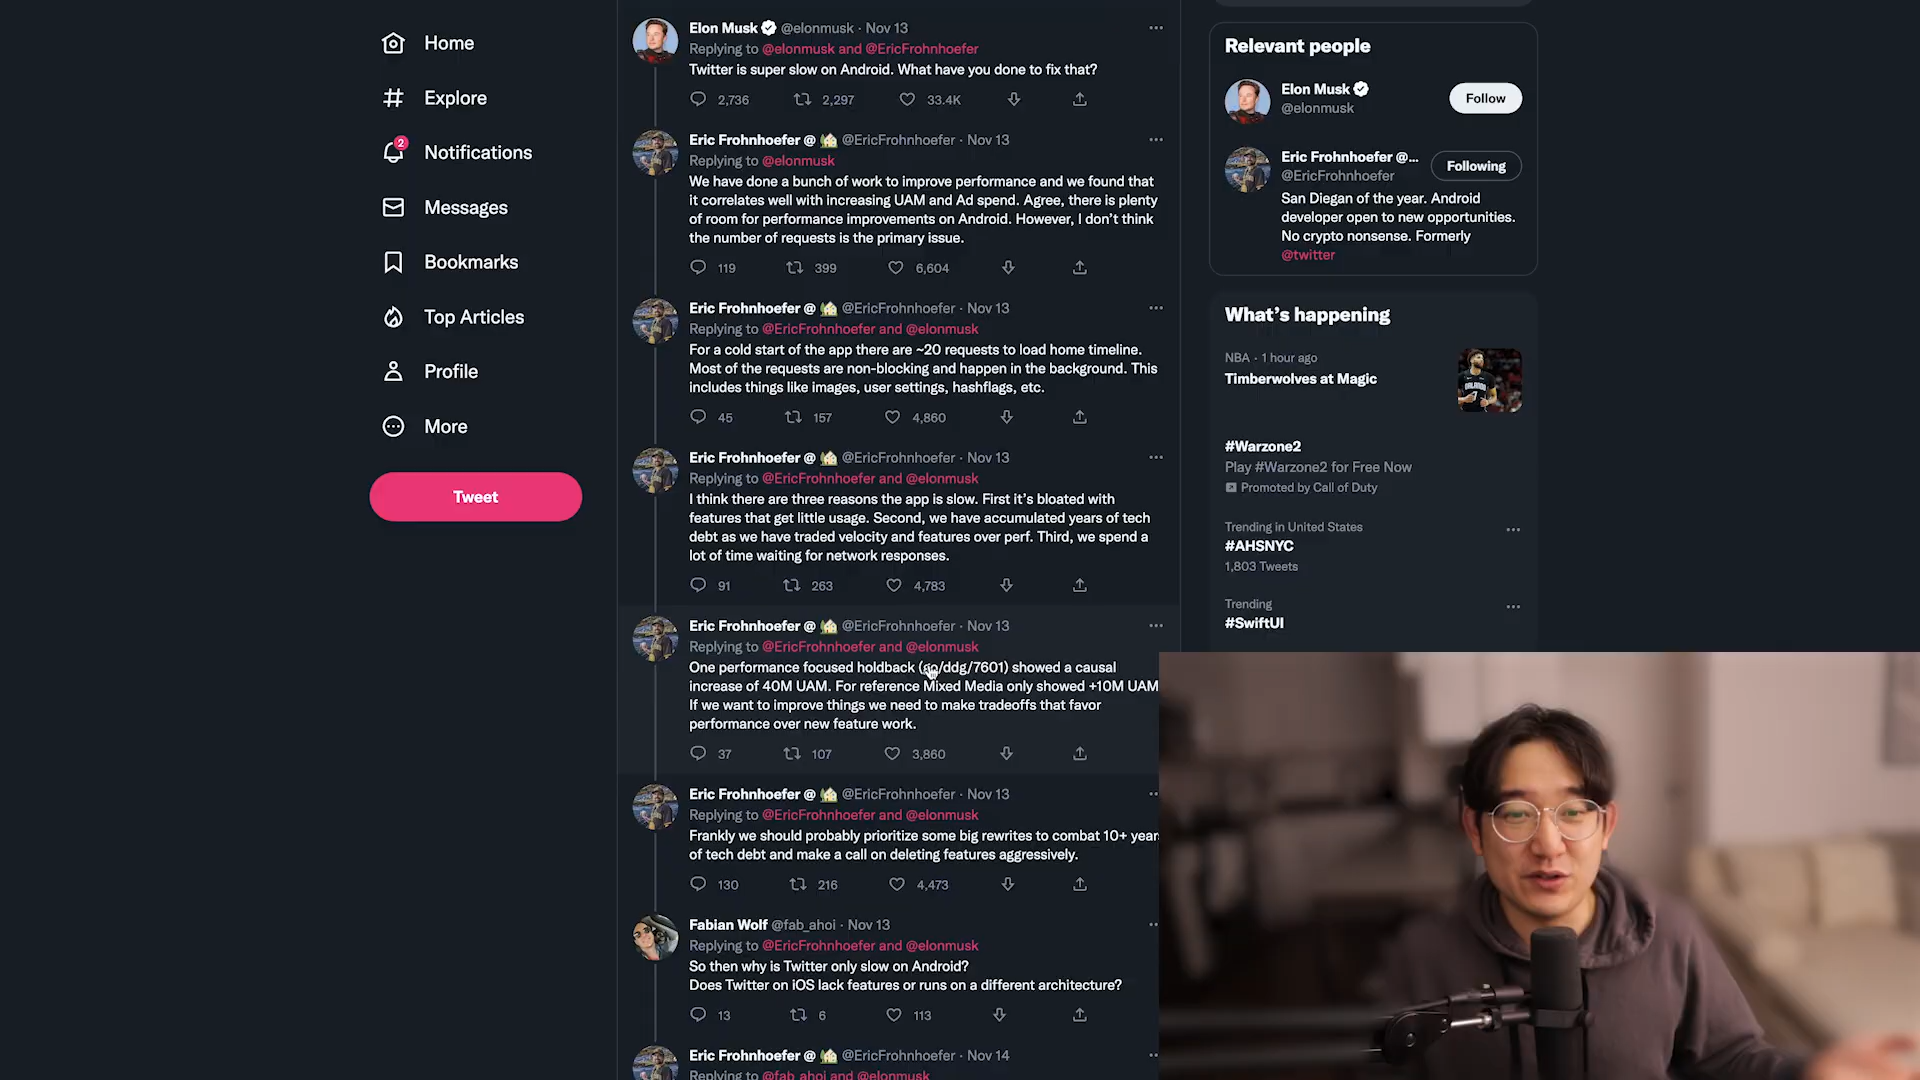 Home
Explore
2
Notifications
Messages
Bookmarks
Top Articles
Profile
More
Tweet
Elon Musk @elonmusk · Nov 13
Replying to @elonmusk and @EricFrohnhoefer
Twitter is super slow on Android. What have you done to fix that?
2,736 2,297 33.4K
Eric Frohnhoefer @ 🏡 @EricFrohnhoefer · Nov 13
Replying to @elonmusk
We have done a bunch of work to improve performance and we found that
it correlates well with increasing UAM and Ad spend. Agree, there is plenty
of room for performance improvements on Android. However, I don't think
the number of requests is the primary issue.
119 399 6,604
Eric Frohnhoefer @ 🏡 @EricFrohnhoefer · Nov 13
Replying to @EricFrohnhoefer and @elonmusk
For a cold start of the app there are ~20 requests to load home timeline.
Most of the requests are non-blocking and happen in the background. This
includes things like images, user settings, hashflags, etc.
45 157 4,860
Eric Frohnhoefer @ 🏡 @EricFrohnhoefer · Nov 13
Replying to @EricFrohnhoefer and @elonmusk
I think there are three reasons the app is slow. First it's bloated with
features that get little usage. Second, we have accumulated years of tech
debt as we have traded velocity and features over perf. Third, we spend a
lot of time waiting for network responses.
91 263 4,783
Eric Frohnhoefer @ 🏡 @EricFrohnhoefer · Nov 13
Replying to @EricFrohnhoefer and @elonmusk
One performance focused holdback (go/ddg/7601) showed a causal
increase of 40M UAM. For reference Mixed Media only showed +10M UAM
If we want to improve things we need to make tradeoffs that favor
performance over new feature work.
37 107 3,860
Eric Frohnhoefer @ 🏡 @EricFrohnhoefer · Nov 13
Replying to @EricFrohnhoefer and @elonmusk
Frankly we should probably prioritize some big rewrites to combat 10+ year
of tech debt and make a call on deleting features aggressively.
130 216 4,473
Fabian Wolf @fab_ahoi · Nov 13
Replying to @EricFrohnhoefer and @elonmusk
So then why is Twitter only slow on Android?
Does Twitter on iOS lack features or runs on a different architecture?
13 6 113
Eric Frohnhoefer @ 🏡 @EricFrohnhoefer · Nov 14
Replying to @fab_ahoi and @elonmusk
Relevant people
Elon Musk
@elonmusk
Follow
Eric Frohnhoefer @...
@EricFrohnhoefer
Following
San Diegan of the year. Android
developer open to new opportunities.
No crypto nonsense. Formerly
@twitter
What's happening
NBA · 1 hour ago
Timberwolves at Magic
#Warzone2
Play #Warzone2 for Free Now
Promoted by Call of Duty
Trending in United States
#AHSNYC
1,803 Tweets
Trending
#SwiftUI